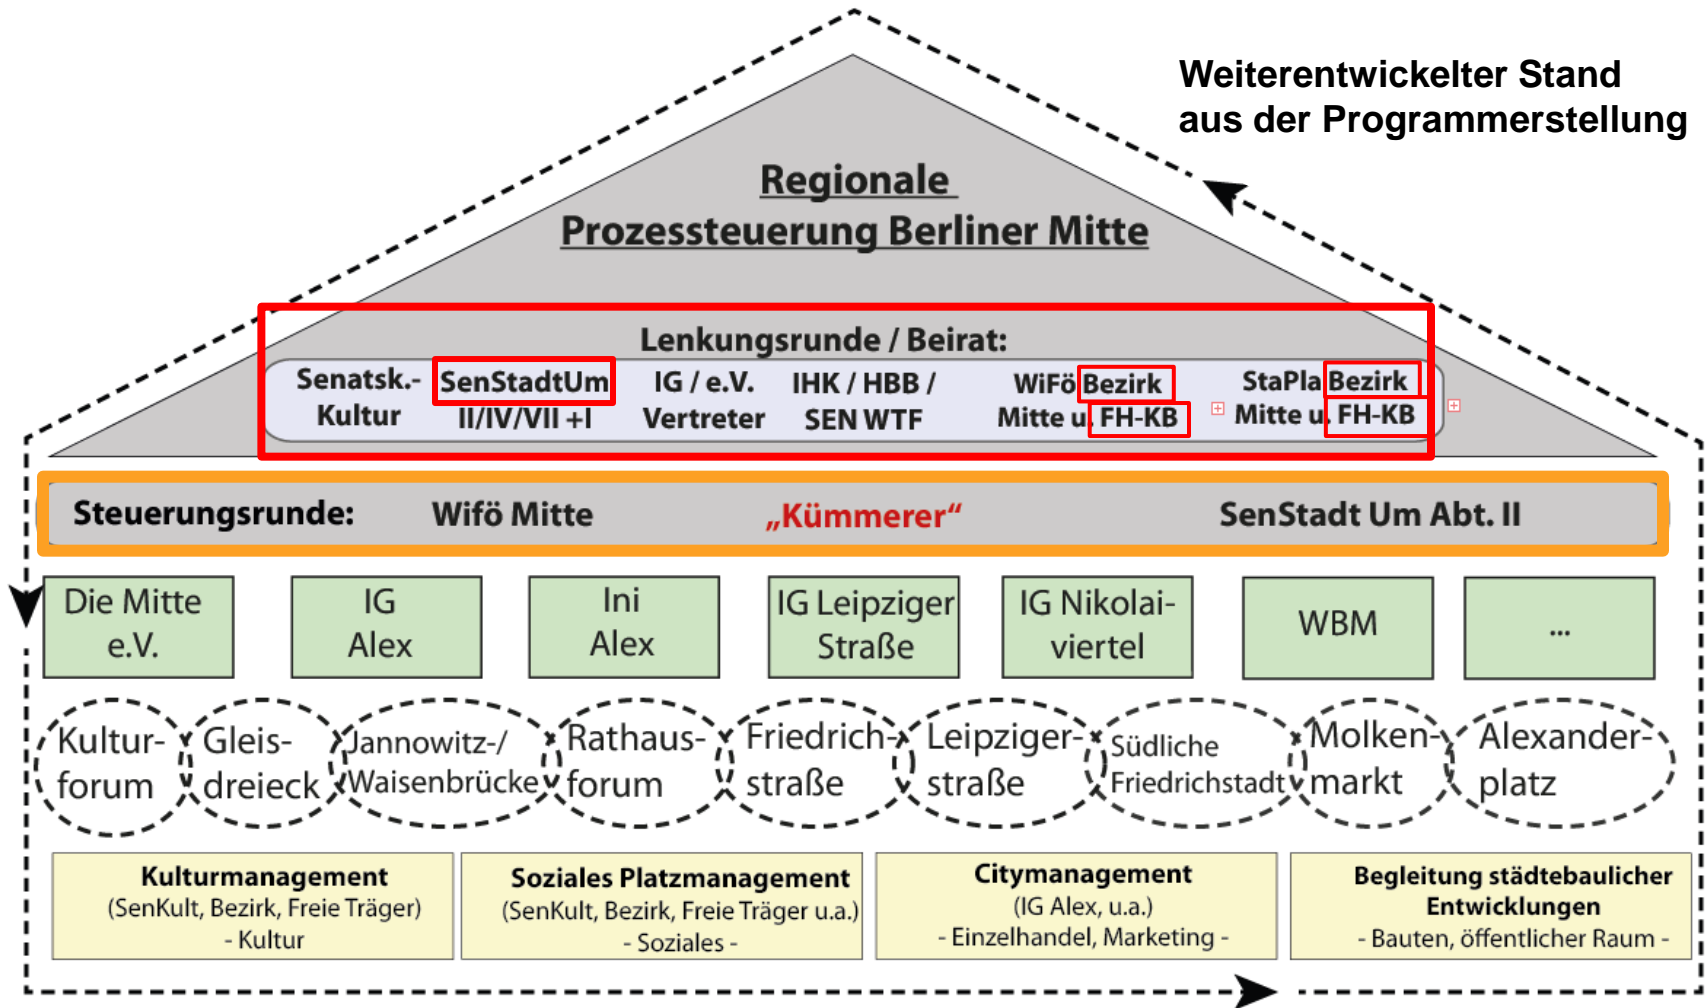 Weiterentwickelter Stand
aus der Programmerstellung
Regionale
Prozessteuerung Berliner Mitte
Lenkungsrunde / Beirat:
Senatsk.-
Kultur
SenStadtUm
II/IV/VII +I
IG / e.V.
Vertreter
IHK / HBB /
SEN WTF
WiFö Bezirk
Mitte u. FH-KB
StaPla Bezirk
Mitte u. FH-KB
Steuerungsrunde: Wifö Mitte „Kümmerer“ SenStadt Um Abt. II
Die Mitte
e.V.
IG
Alex
Ini
Alex
IG Leipziger
Straße
IG Nikolai-
viertel
WBM
...
Kultur-
forum
Gleis-
dreieck
Jannowitz-/
Waisenbrücke
Rathaus-
forum
Friedrich-
straße
Leipziger-
straße
Südliche
Friedrichstadt
Molken-
markt
Alexander-
platz
Kulturmanagement
(SenKult, Bezirk, Freie Träger)
- Kultur
Soziales Platzmanagement
(SenKult, Bezirk, Freie Träger u.a.)
- Soziales -
Citymanagement
(IG Alex, u.a.)
- Einzelhandel, Marketing -
Begleitung städtebaulicher
Entwicklungen
- Bauten, öffentlicher Raum -